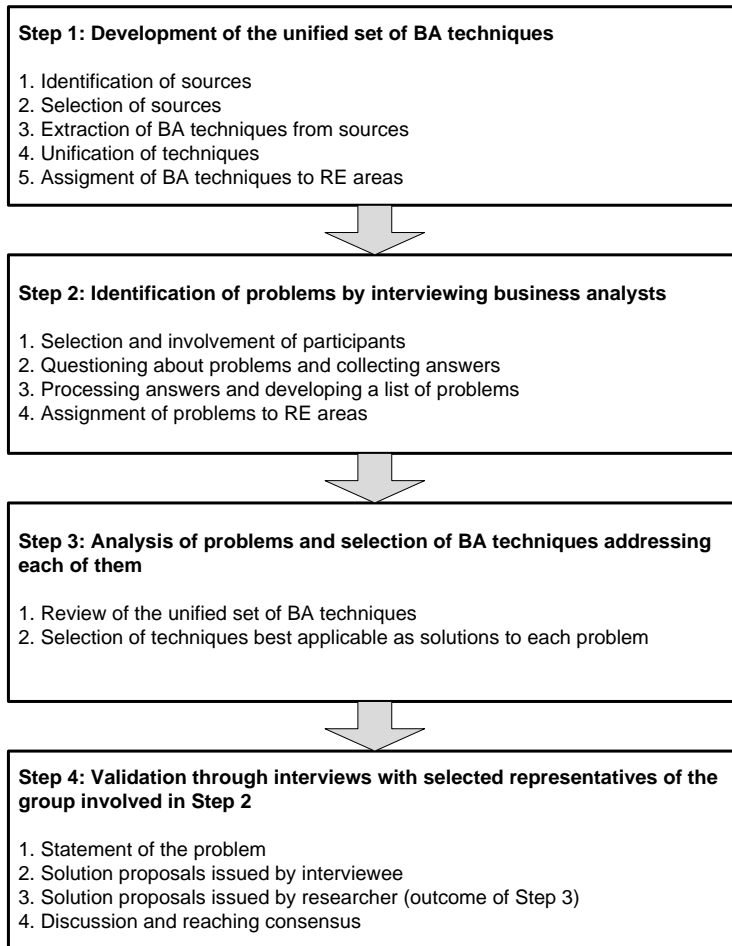 Step 1: Development of the unified set of BA techniques
1. Identification of sources
2. Selection of sources
3. Extraction of BA techniques from sources
4. Unification of techniques
5. Assigment of BA techniques to RE areas
Step 2: Identification of problems by interviewing business analysts
1. Selection and involvement of participants
2. Questioning about problems and collecting answers
3. Processing answers and developing a list of problems
4. Assignment of problems to RE areas
Step 3: Analysis of problems and selection of BA techniques addressing
each of them
1. Review of the unified set of BA techniques
2. Selection of techniques best applicable as solutions to each problem
Step 4: Validation through interviews with selected representatives of the
group involved in Step 2
1. Statement of the problem
2. Solution proposals issued by interviewee
3. Solution proposals issued by researcher (outcome of Step 3)
4. Discussion and reaching consensus